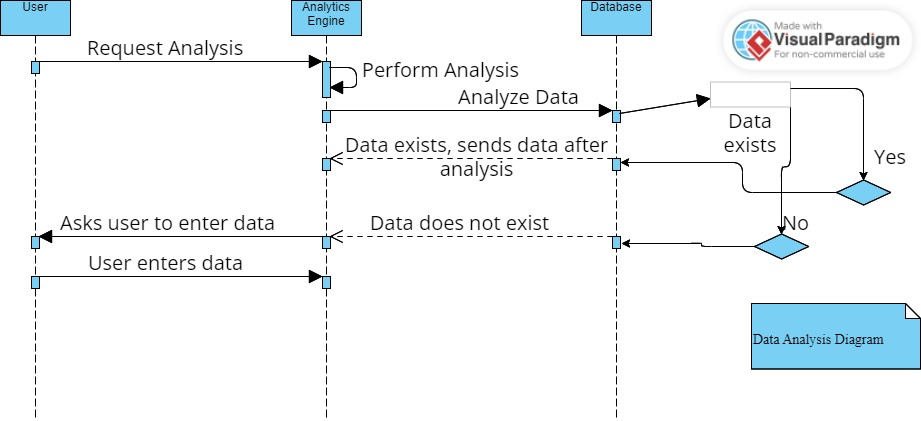 User
Analytics
Engine
Database
Made with
VisualParadigm
For non-commercial use
Request Analysis
Perform Analysis
Analyze Data
Data
exists
Data exists, sends data after
analysis
Yes
Asks user to enter data
Data does not exist
No
User enters data
Data Analysis Diagram